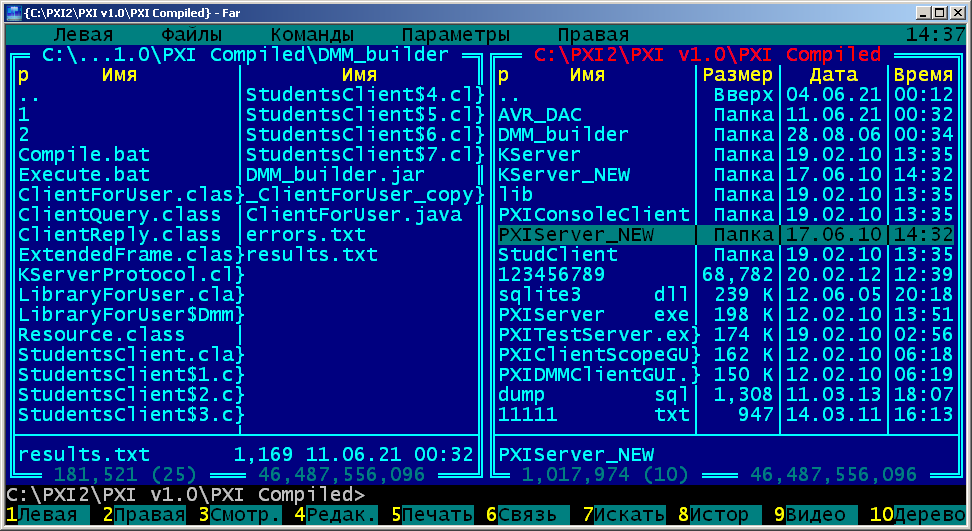 {C:\PXI2\PXI v1.0\PXI Compiled} - Far
Левая Файлы Команды Параметры Правая 14:37
C:\...1.0\PXI Compiled\DMM_builder
р Имя Имя
.. StudentsClient$4.cl}
1 StudentsClient$5.cl}
2 StudentsClient$6.cl}
Compile.bat StudentsClient$7.cl}
Execute.bat DMM_builder.jar
ClientForUser.clas} _ClientForUser_copy}
ClientQuery.class ClientForUser.java
ClientReply.class errors.txt
ExtendedFrame.clas} results.txt
KServerProtocol.cl}
LibraryForUser.cla}
LibraryForUser$Dmm}
Resource.class
StudentsClient.cla}
StudentsClient$1.c}
StudentsClient$2.c}
StudentsClient$3.c}
results.txt 1,169 11.06.21 00:32
181,521 (25) 46,487,556,096
C:\PXI2\PXI v1.0\PXI Compiled
р Имя Размер Дата Время
.. Вверх 04.06.21 00:12
AVR_DAC Папка 11.06.21 00:32
DMM_builder Папка 28.08.06 00:34
KServer Папка 19.02.10 13:35
KServer_NEW Папка 17.06.10 14:32
lib Папка 19.02.10 13:35
PXIConsoleClient Папка 19.02.10 13:35
PXIServer_NEW Папка 17.06.10 14:32
StudClient Папка 19.02.10 13:35
123456789 68,782 20.02.12 12:39
sqlite3 dll 239 K 12.06.05 20:18
PXIServer exe 198 K 12.02.10 13:51
PXITestServer.ex} 174 K 19.02.10 02:56
PXIClientScopeGU} 162 K 12.02.10 06:18
PXIDMMClientGUI.} 150 K 12.02.10 06:19
dump sql 1,308 11.03.13 18:07
11111 txt 947 14.03.11 16:13
PXIServer_NEW
1,017,974 (10) 46,487,556,096
C:\PXI2\PXI v1.0\PXI Compiled>
1Левая 2Правая 3Смотр. 4Редак. 5Печать 6Связь 7Искать 8Истор 9Видео 10Дерево